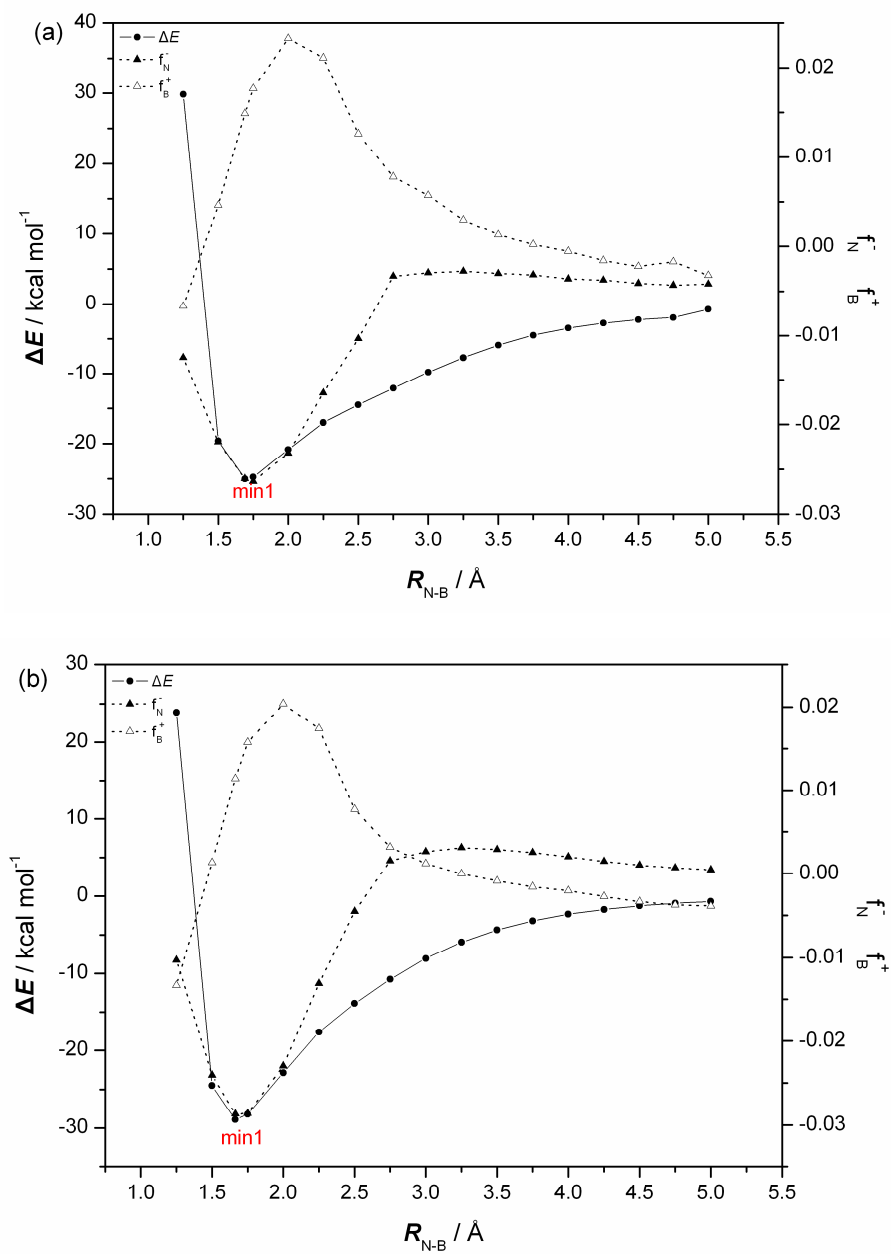 (a)
ΔE
f_N^-
f_B^+
40
30
20
10
0
-10
-20
-30
ΔE / kcal mol^-1
0.02
0.01
0.00
-0.01
-0.02
-0.03
f_N^- f_B^+
min1
1.0 1.5 2.0 2.5 3.0 3.5 4.0 4.5 5.0 5.5
R_N-B / Å
(b)
ΔE
f_N^-
f_B^+
30
20
10
0
-10
-20
-30
ΔE / kcal mol^-1
0.02
0.01
0.00
-0.01
-0.02
-0.03
f_N^- f_B^+
min1
1.0 1.5 2.0 2.5 3.0 3.5 4.0 4.5 5.0 5.5
R_N-B / Å